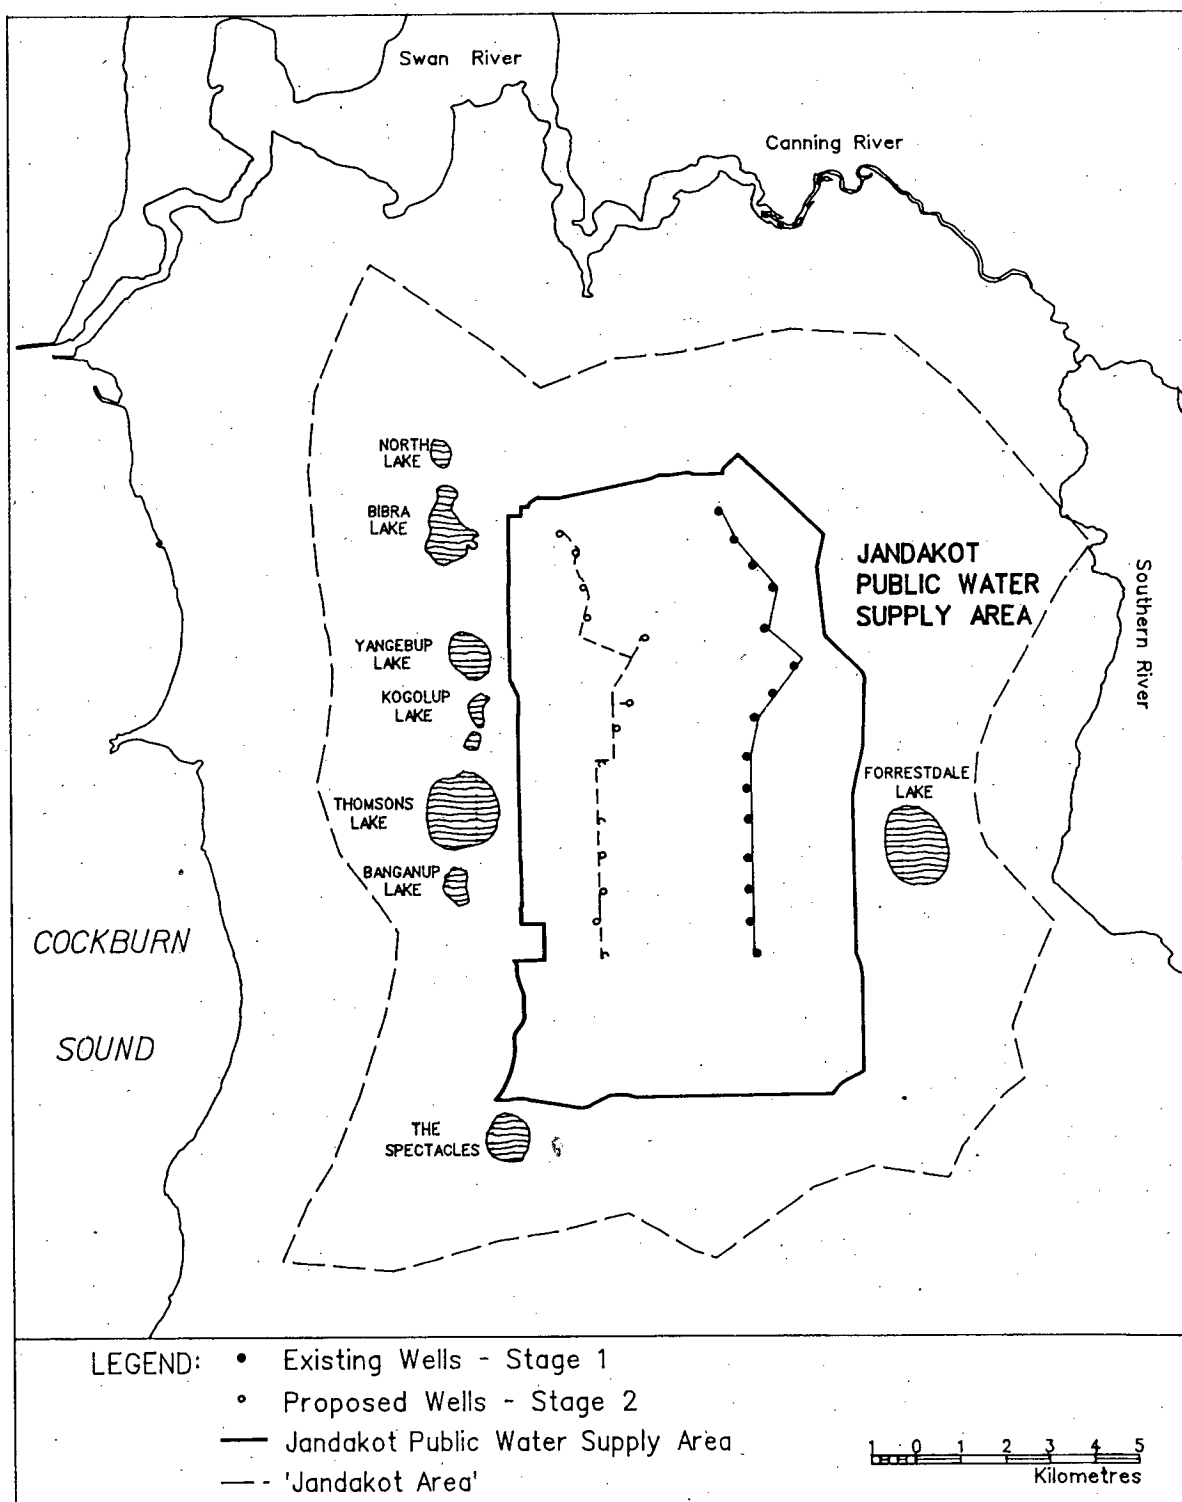 Swan River
Canning River
NORTH
LAKE
BIBRA
LAKE
JANDAKOT
PUBLIC WATER
SUPPLY AREA
Southern River
YANGEBUP
LAKE
KOGOLUP
LAKE
FORRESTDALE
LAKE
THOMSONS
LAKE
BANGANUP
LAKE
COCKBURN
SOUND
THE
SPECTACLES
LEGEND:
Existing Wells - Stage 1
Proposed Wells - Stage 2
Jandakot Public Water Supply Area
'Jandakot Area'
1 0 1 2 3 4 5
Kilometres